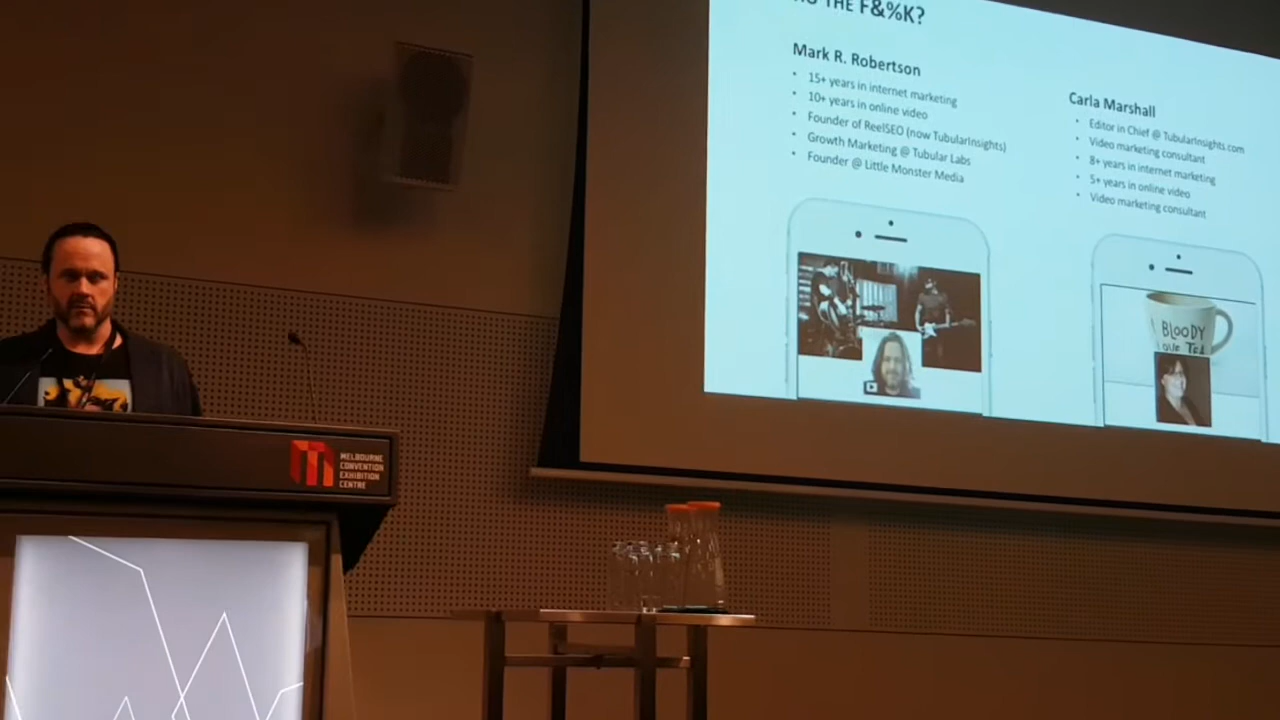 THE F&%K?
Mark R. Robertson
• 15+ years in internet marketing
• 10+ years in online video
• Founder of ReelSEO (now TubularInsights)
• Growth Marketing @ Tubular Labs
• Founder @ Little Monster Media
Carla Marshall
• Editor in Chief @ TubularInsights.com
• Video marketing consultant
• 8+ years in internet marketing
• 5+ years in online video
• Video marketing consultant
BLOODY
MELBOURNE
CONVENTION
EXHIBITION
CENTRE